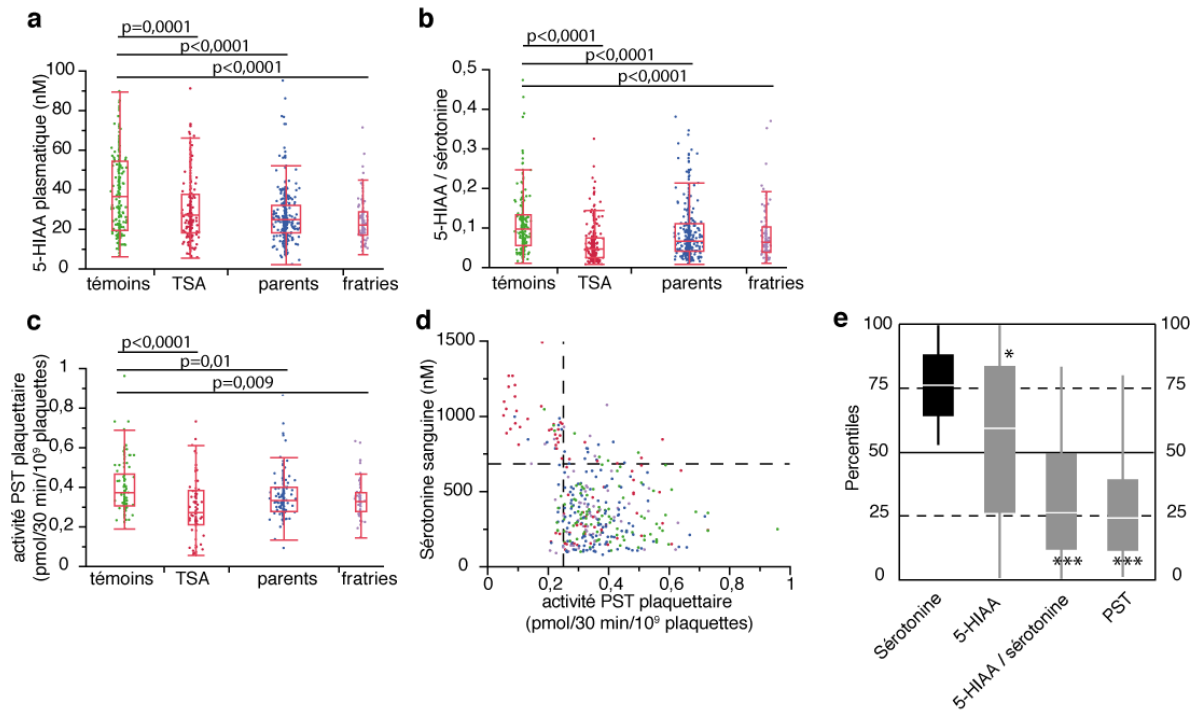 a
p=0,0001
p<0,0001
p<0,0001
5-HIAA plasmatique (nM)
100
80
60
40
20
0
témoins TSA parents fratries
b
p<0,0001
p<0,0001
p<0,0001
5-HIAA / sérotonine
0,5
0,4
0,3
0,2
0,1
0
témoins TSA parents fratries
c
p<0,0001
p=0,01
p=0,009
activité PST plaquettaire
(pmol/30 min/10⁹ plaquettes)
1
0,8
0,6
0,4
0,2
0
témoins TSA parents fratries
d
Sérotonine sanguine (nM)
1500
1000
500
0
0 0,2 0,4 0,6 0,8 1
activité PST plaquettaire
(pmol/30 min/10⁹ plaquettes)
e
Percentiles
100 100
75 75
50 50
25 25
0 0
*
*** ***
Sérotonine
5-HIAA
5-HIAA / sérotonine
PST